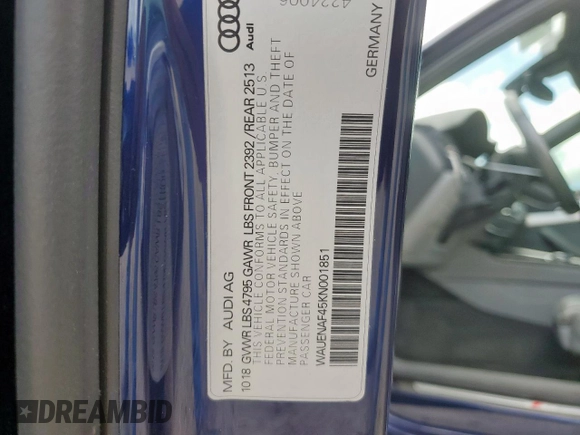 4224006
Audi
GERMANY
MFD. BY AUDI AG
1018 GVWR LBS 4795 GAWR LBS FRONT 2392 / REAR 2513
THIS VEHICLE CONFORMS TO ALL APPLICABLE U.S.
FEDERAL MOTOR VEHICLE SAFETY, BUMPER AND THEFT
PREVENTION STANDARDS IN EFFECT ON THE DATE OF
MANUFACTURE SHOWN ABOVE
PASSENGER CAR
WAUENAF45KN001851
DREAMBID